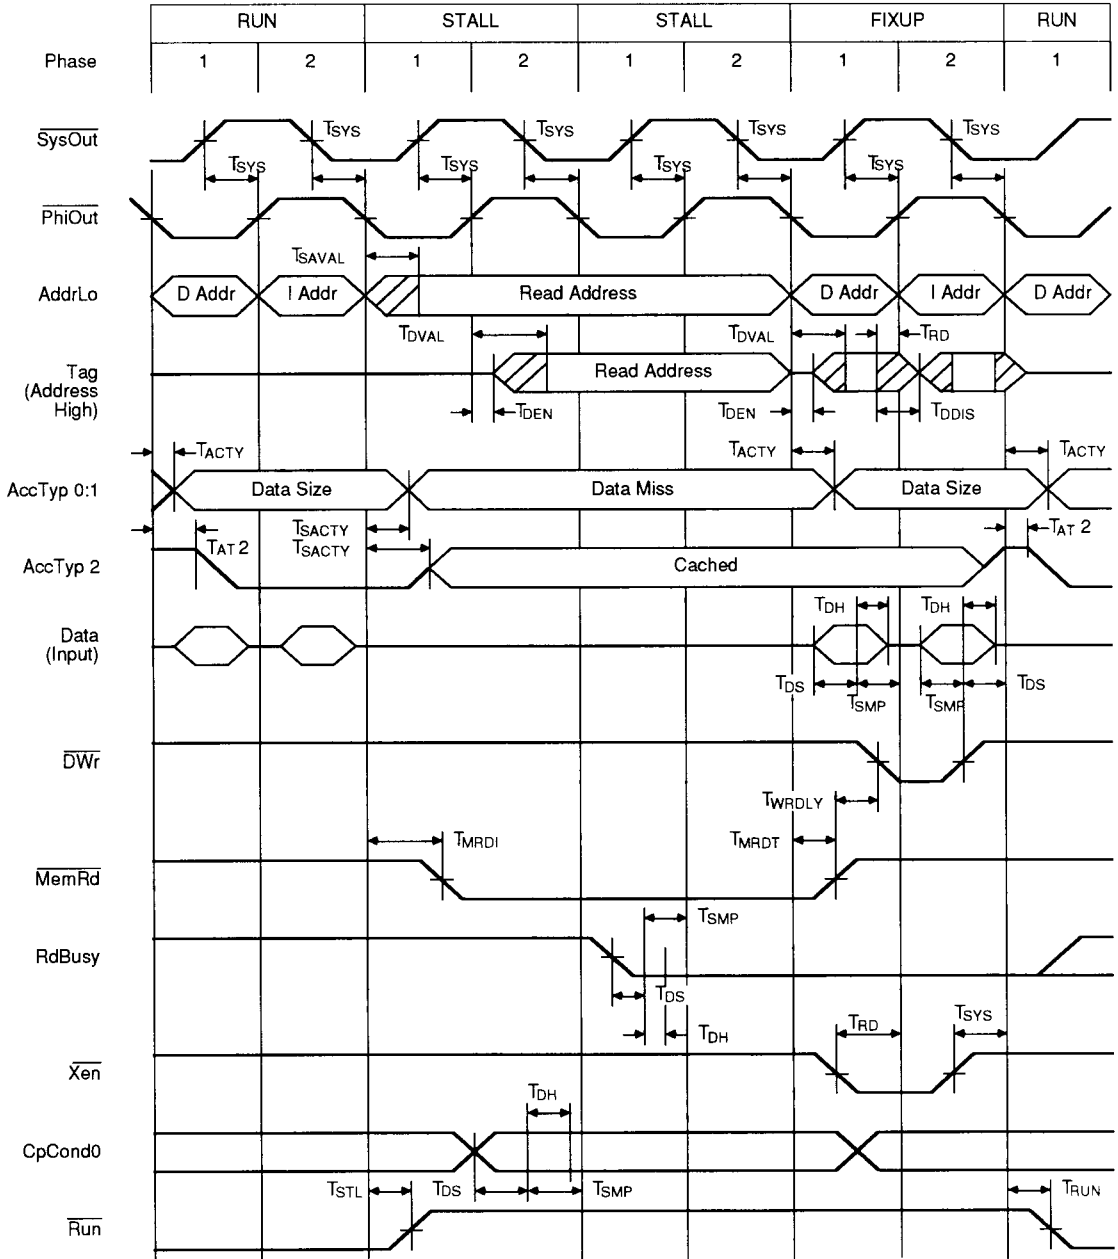 RUN STALL STALL FIXUP RUN
Phase 1 2 1 2 1 2 1 2 1
SysOut TSYS TSYS TSYS TSYS
TSYS TSYS TSYS TSYS
PhiOut
TSAVAL
AddrLo D Addr I Addr Read Address D Addr I Addr D Addr
TDVAL TDVAL TRD
Tag
(Address
High)
Read Address
TDEN TDEN TDDIS
TACTY TACTY TACTY
AccTyp 0:1 Data Size Data Miss Data Size
TSACTY
TAT 2 TSACTY TAT 2
AccTyp 2 Cached
TDH TDH
Data
(Input)
TDS TSMP TSMP TDS
DWr
TWRDLY
TMRDI TMRDT
MemRd
TSMP
RdBusy
TDS
TDH
TRD TSYS
Xen
TDH
CpCond0
TSTL TDS TSMP TRUN
Run